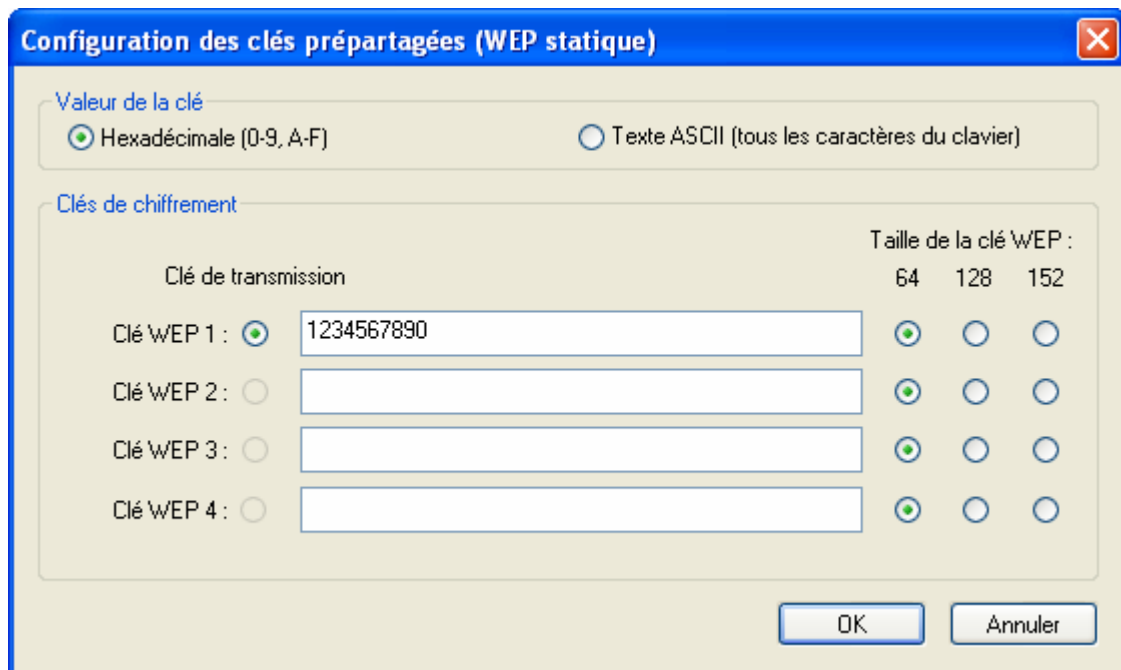 Configuration des clés prépartagées (WEP statique)
Valeur de la clé
Hexadécimale (0-9, A-F) Texte ASCII (tous les caractères du clavier)
Clés de chiffrement
Taille de la clé WEP :
Clé de transmission 64 128 152
Clé WEP 1 : 1234567890
Clé WEP 2 :
Clé WEP 3 :
Clé WEP 4 :
OK Annuler